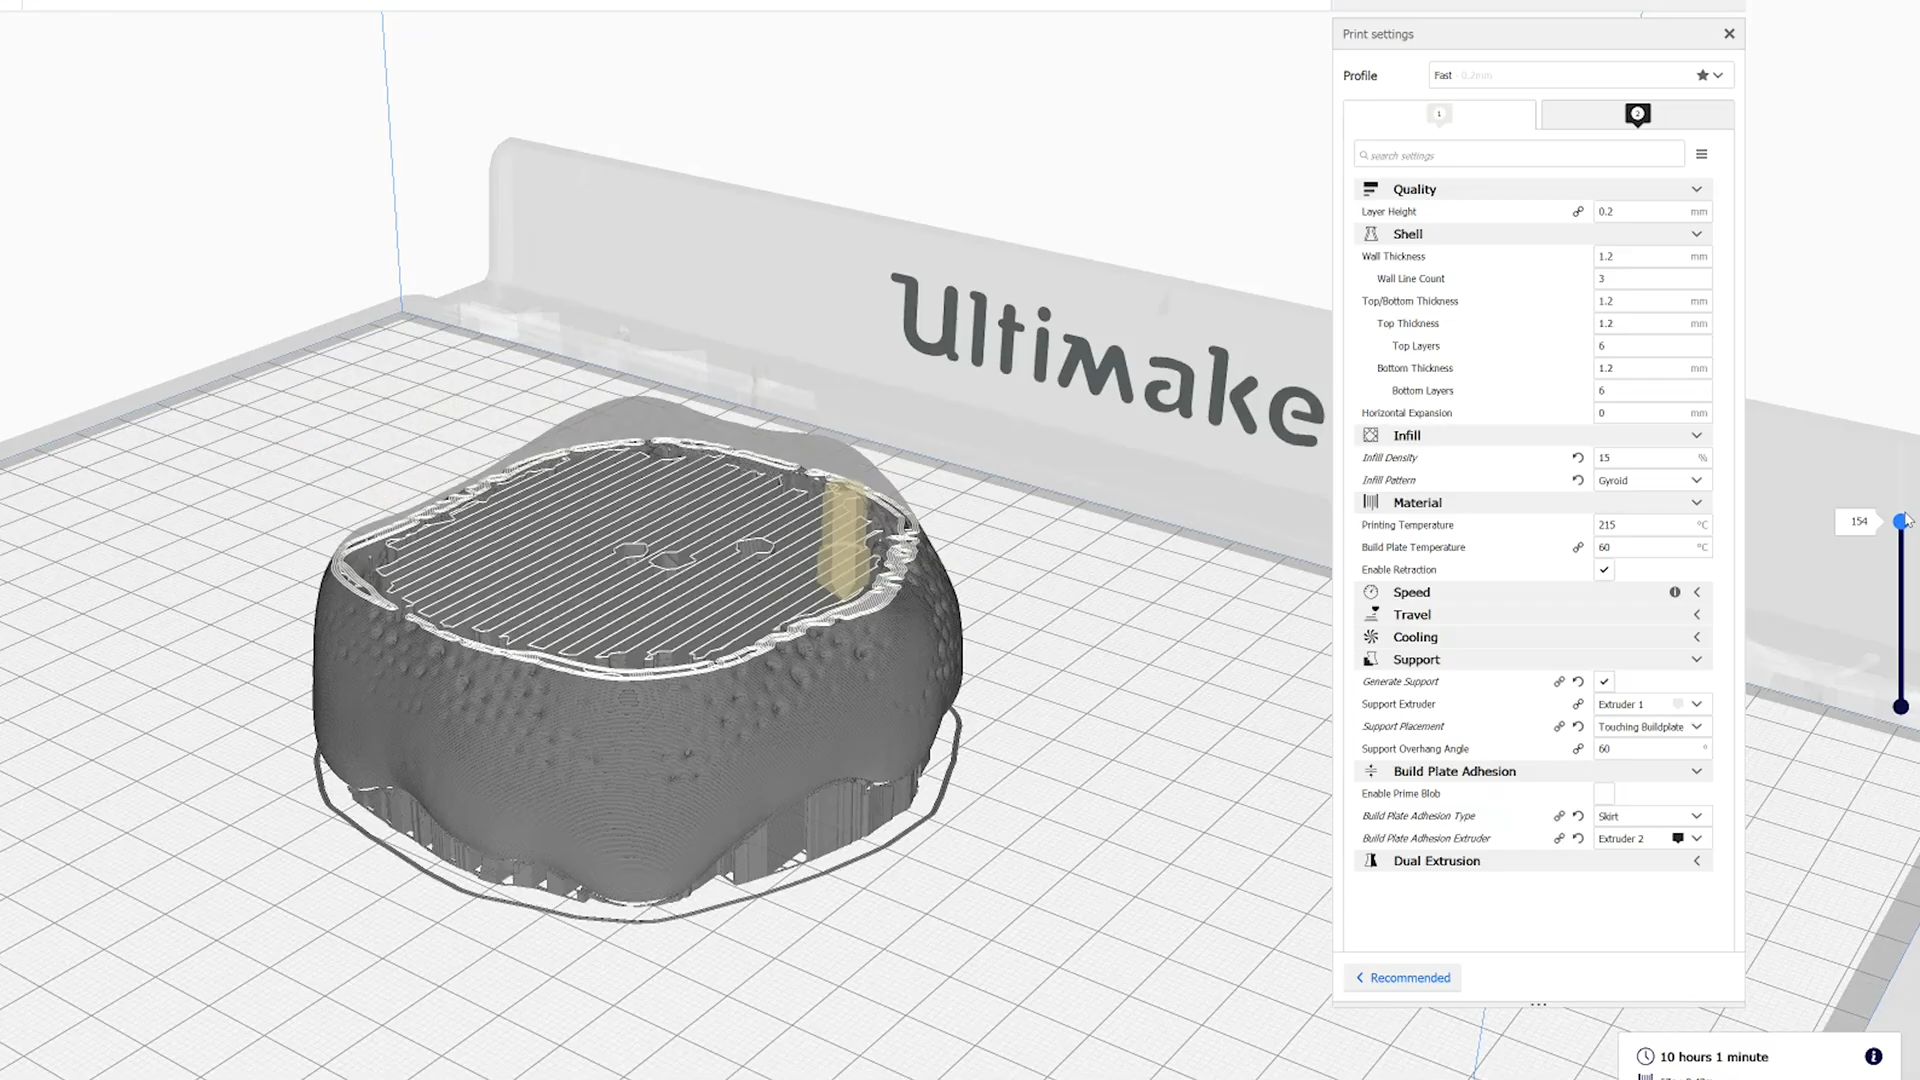 Print settings
Profile
Fast - 0.2mm
1
2
search settings
Quality
Layer Height 0.2 mm
Shell
Wall Thickness 1.2 mm
Wall Line Count 3
Top/Bottom Thickness 1.2 mm
Top Thickness 1.2 mm
Top Layers 6
Bottom Thickness 1.2 mm
Bottom Layers 6
Horizontal Expansion 0 mm
Infill
Infill Density 15 %
Infill Pattern Gyroid
Material
Printing Temperature 215 °C
Build Plate Temperature 60 °C
Enable Retraction
Speed
Travel
Cooling
Support
Generate Support
Support Extruder Extruder 1
Support Placement Touching Buildplate
Support Overhang Angle 60 °
Build Plate Adhesion
Enable Prime Blob
Build Plate Adhesion Type Skirt
Build Plate Adhesion Extruder Extruder 2
Dual Extrusion
Recommended
Ultimake
154
10 hours 1 minute